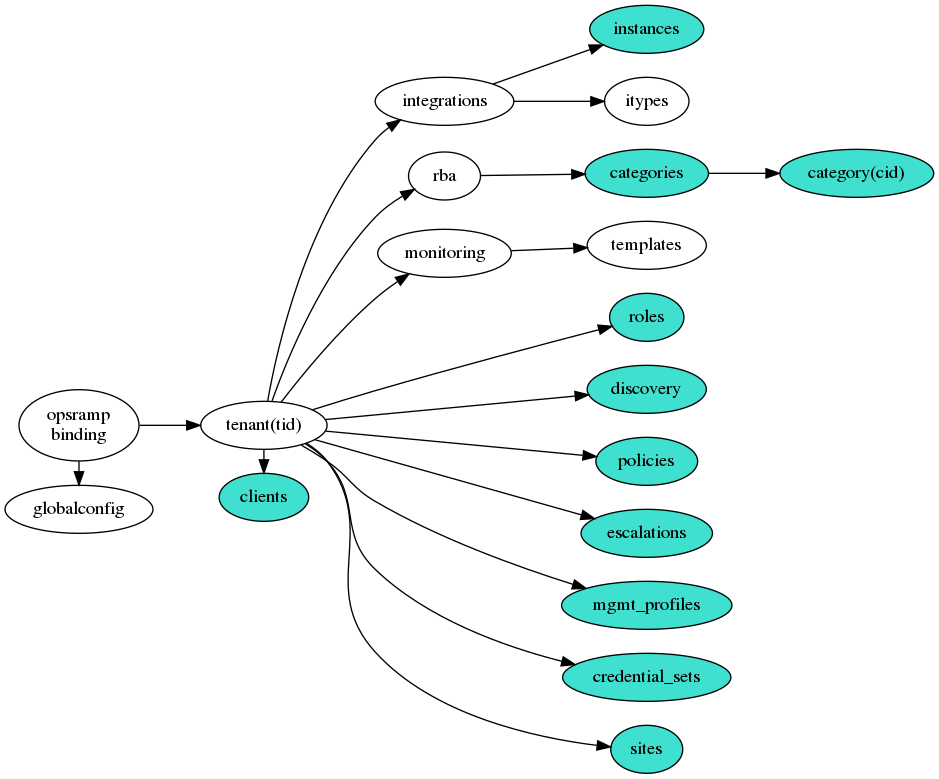 instances
integrations
itypes
rba
categories
category(cid)
monitoring
templates
roles
discovery
opsramp
binding
tenant(tid)
policies
clients
globalconfig
escalations
mgmt_profiles
credential_sets
sites